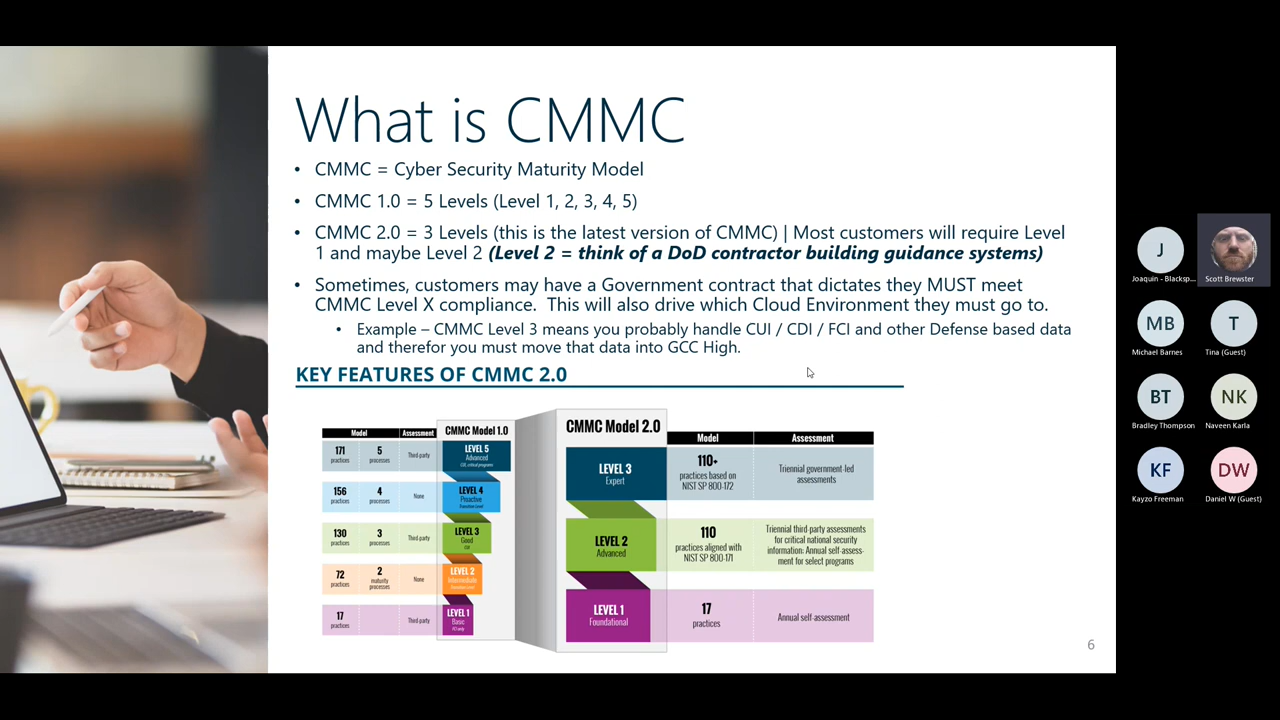 What is CMMC
• CMMC = Cyber Security Maturity Model
• CMMC 1.0 = 5 Levels (Level 1, 2, 3, 4, 5)
• CMMC 2.0 = 3 Levels (this is the latest version of CMMC) | Most customers will require Level
1 and maybe Level 2 (Level 2 = think of a DoD contractor building guidance systems)
• Sometimes, customers may have a Government contract that dictates they MUST meet
CMMC Level X compliance. This will also drive which Cloud Environment they must go to.
• Example – CMMC Level 3 means you probably handle CUI / CDI / FCI and other Defense based data
and therefor you must move that data into GCC High.
KEY FEATURES OF CMMC 2.0
Model Assessment CMMC Model 1.0
171 practices 5 processes Third-party LEVEL 5 Advanced CUI, critical programs
156 practices 4 processes None LEVEL 4 Proactive Transition Level
130 practices 3 processes Third-party LEVEL 3 Good CUI
72 practices 2 maturity processes None LEVEL 2 Intermediate Transition Level
17 practices Third-party LEVEL 1 Basic FCI only
CMMC Model 2.0 Model Assessment
LEVEL 3
Expert
110+
practices based on
NIST SP 800-172
Triennial government-led
assessments
LEVEL 2
Advanced
110
practices aligned with
NIST SP 800-171
Triennial third-party assessments
for critical national security
information; Annual self-assess-
ment for select programs
LEVEL 1
Foundational
17
practices
Annual self-assessment
6
J
Joaquin - Blacksp...
Scott Brewster
MB
Michael Barnes
T
Tina (Guest)
BT
Bradley Thompson
NK
Naveen Karla
KF
Kayzo Freeman
DW
Daniel W (Guest)